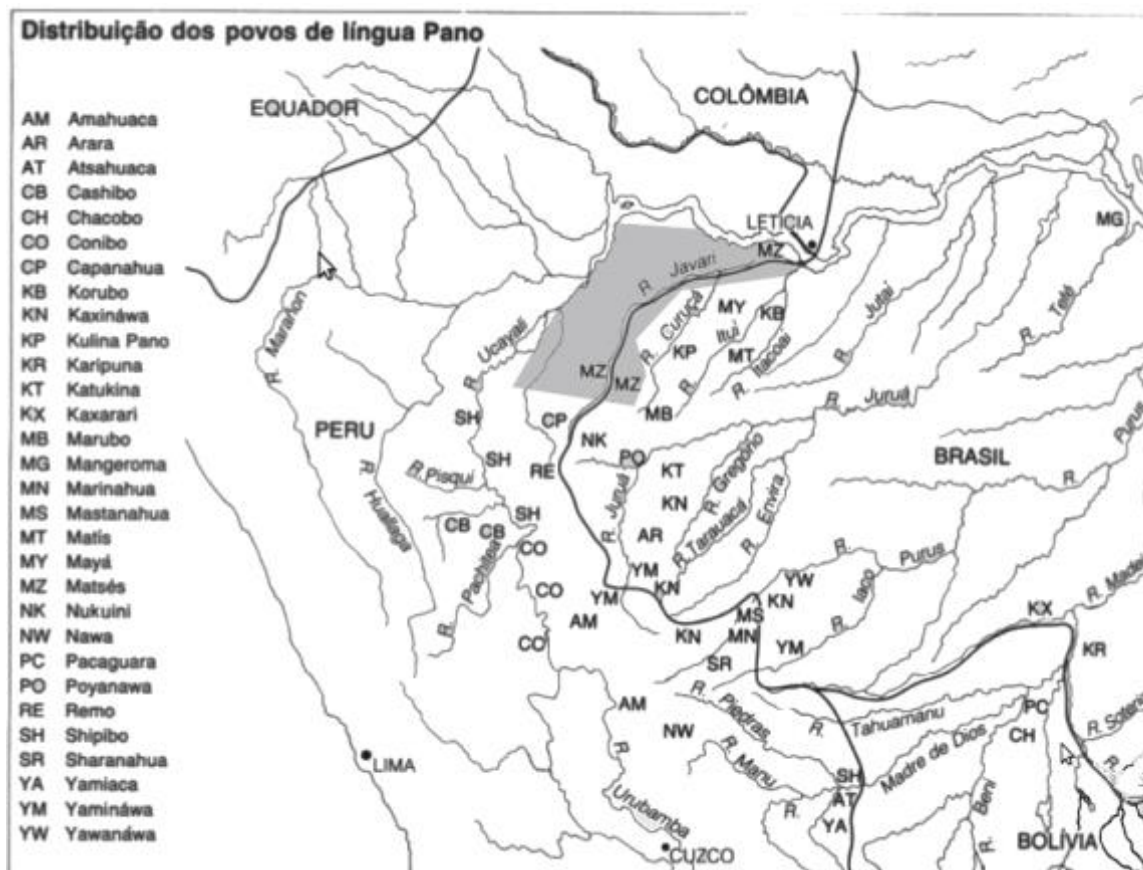 Distribuição dos povos de língua Pano
AM Amahuaca
AR Arara
AT Atsahuaca
CB Cashibo
CH Chacobo
CO Conibo
CP Capanahua
KB Korubo
KN Kaxináwa
KP Kulina Pano
KR Karipuna
KT Katukina
KX Kaxarari
MB Marubo
MG Mangeroma
MN Marinahua
MS Mastanahua
MT Matis
MY Mayá
MZ Matsés
NK Nukuini
NW Nawa
PC Pacaguara
PO Poyanawa
RE Remo
SH Shipibo
SR Sharanahua
YA Yamiaca
YM Yamináwa
YW Yawanáwa
EQUADOR
COLÔMBIA
LETÍCIA
MZ
MG
R. Javari
R. Marañon
R. Ucayali
R. Curuçá
MY
KB
Itui
R.
KP
MT
R. Itacoai
Jutaí
R.
R. Tefé
MZ
MZ
MB
SH
CP
PERU
NK
R. Juruá
Purus
R.
BRASIL
SH
RE
PO
KT
R. Gregório
R. Pisqui
R. Huallaga
KN
R. Juruá
R. Envira
R. Tarauacá
SH
CB
CB
CO
AR
R. Pachitea
YM
KN
YM
CO
AM
R. Purus
YW
KN
R. Iaco
MS
MN
KN
YM
SR
CO
KX
R. Made
KR
AM
R.
NW
R. Piedras
R. Tahuamanu
PC
CH
R. Soter
R.
R. Manu
Madre de Dios
SH
AT
R.
YA
R. Beni
LIMA
Urubamba
CUZCO
BOLÍVIA